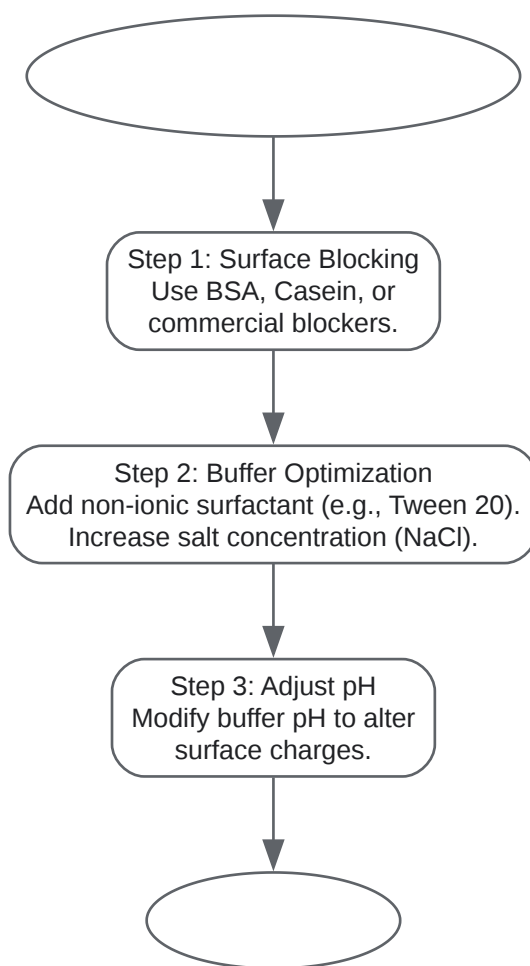 Step 1: Surface Blocking
Use BSA, Casein, or
commercial blockers.
Step 2: Buffer Optimization
Add non-ionic surfactant (e.g., Tween 20).
Increase salt concentration (NaCl).
Step 3: Adjust pH
Modify buffer pH to alter
surface charges.